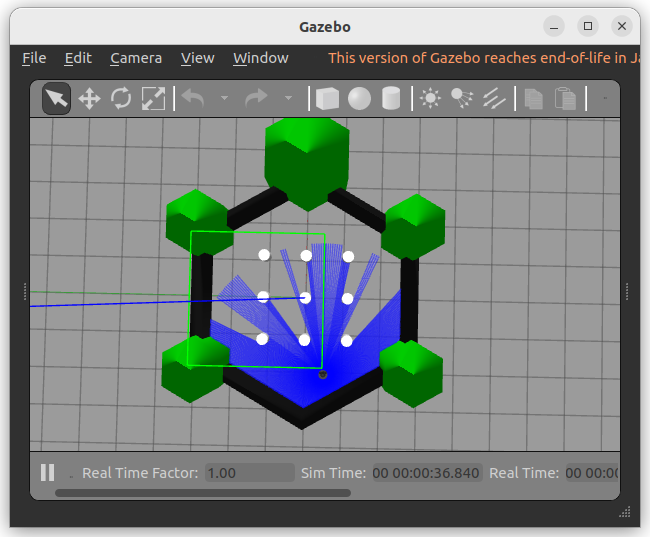 Gazebo
File Edit Camera View Window This version of Gazebo reaches end-of-life in Ja
Real Time Factor: 1.00 Sim Time: 00 00:00:36.840 Real Time: 00 00:00